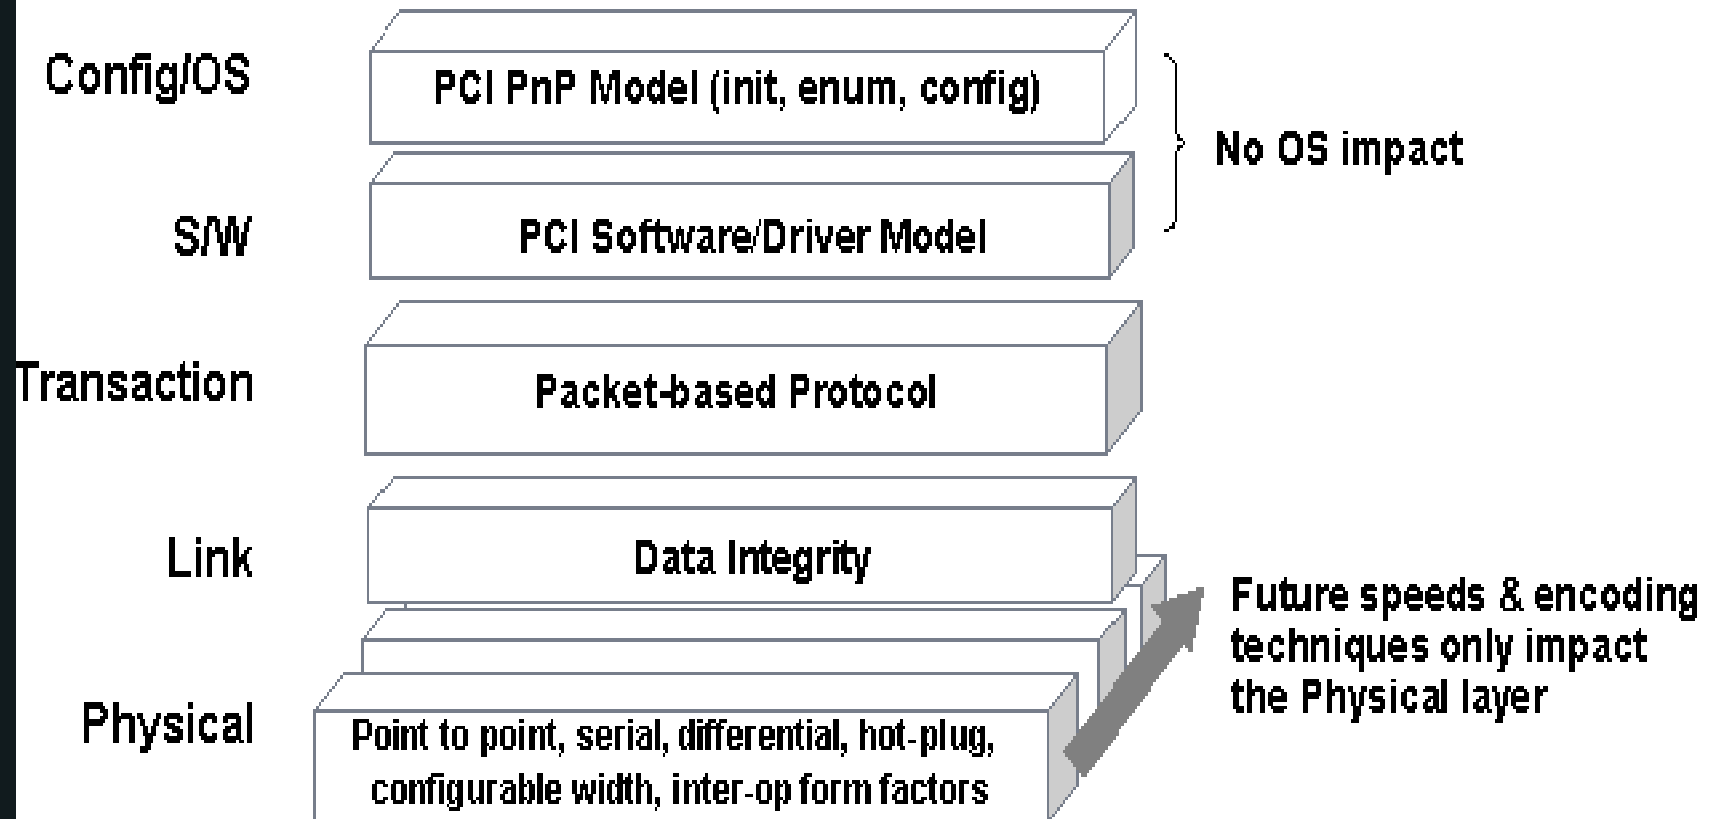 Config/OS
PCI PnP Model (init, enum, config)
No OS impact
S/W
PCI Software/Driver Model
Transaction
Packet-based Protocol
Link
Data Integrity
Future speeds & encoding
techniques only impact
the Physical layer
Physical
Point to point, serial, differential, hot-plug,
configurable width, inter-op form factors